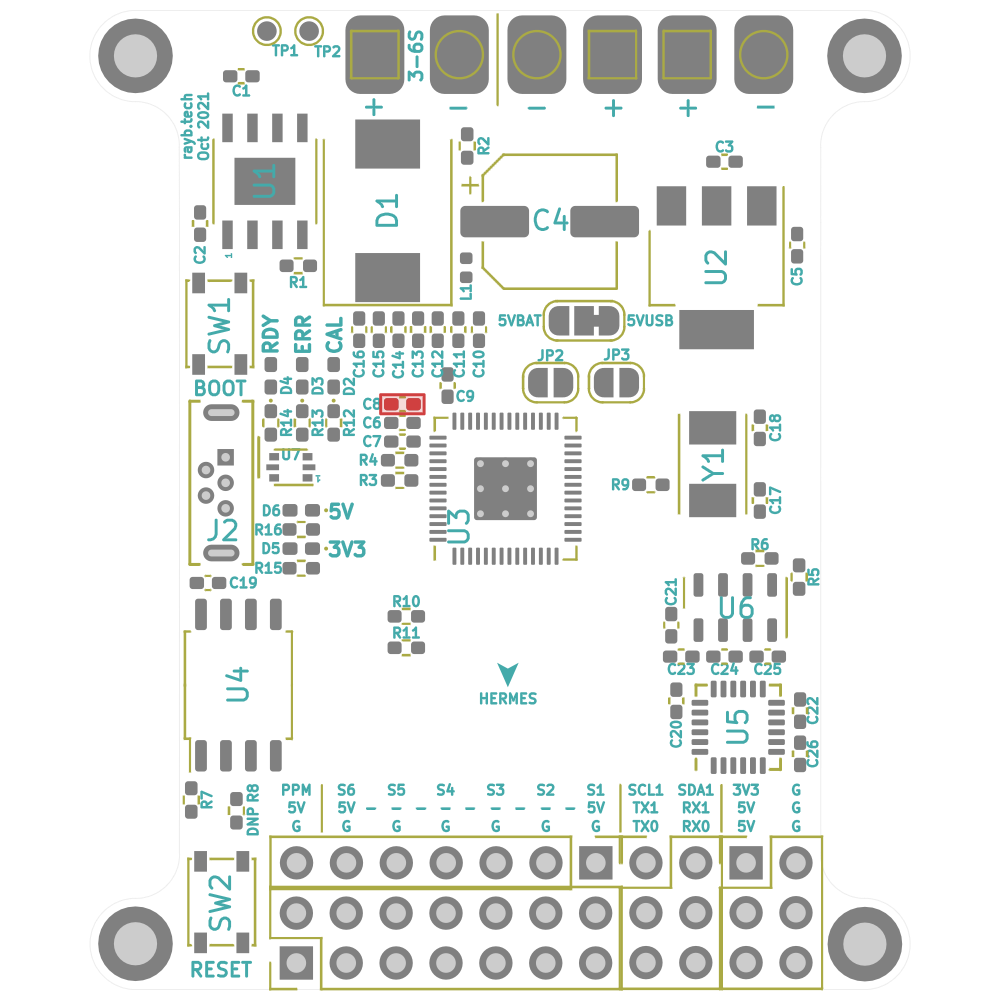 TP1 TP2
3-6S
+ − − + + −
C1
rayb.tech
Oct 2021
R2
C3
U1
+
D1
C4
C2
1
U2
C5
R1
L1
SW1
RDY ERR CAL
5VBAT 5VUSB
C16 C15 C14 C13 C12 C11 C10
JP2 JP3
BOOT
D4 D3 D2
C9
C8
R14 R13 R12
C6
C7
C18
U7
R4
Y1
1
R3
R9
C17
D6 5V
J2
R16
U3
D5 3V3
R6
R15
R5
C19
C21
R10
U6
R11
C23 C24 C25
U4
HERMES
C20
U5
C22
C26
R7
DNP R8
PPM S6 S5 S4 S3 S2 S1 SCL1 SDA1 3V3 G
5V 5V - - - - - - - - - 5V TX1 RX1 5V G
G G G G G G G TX0 RX0 5V G
SW2
RESET